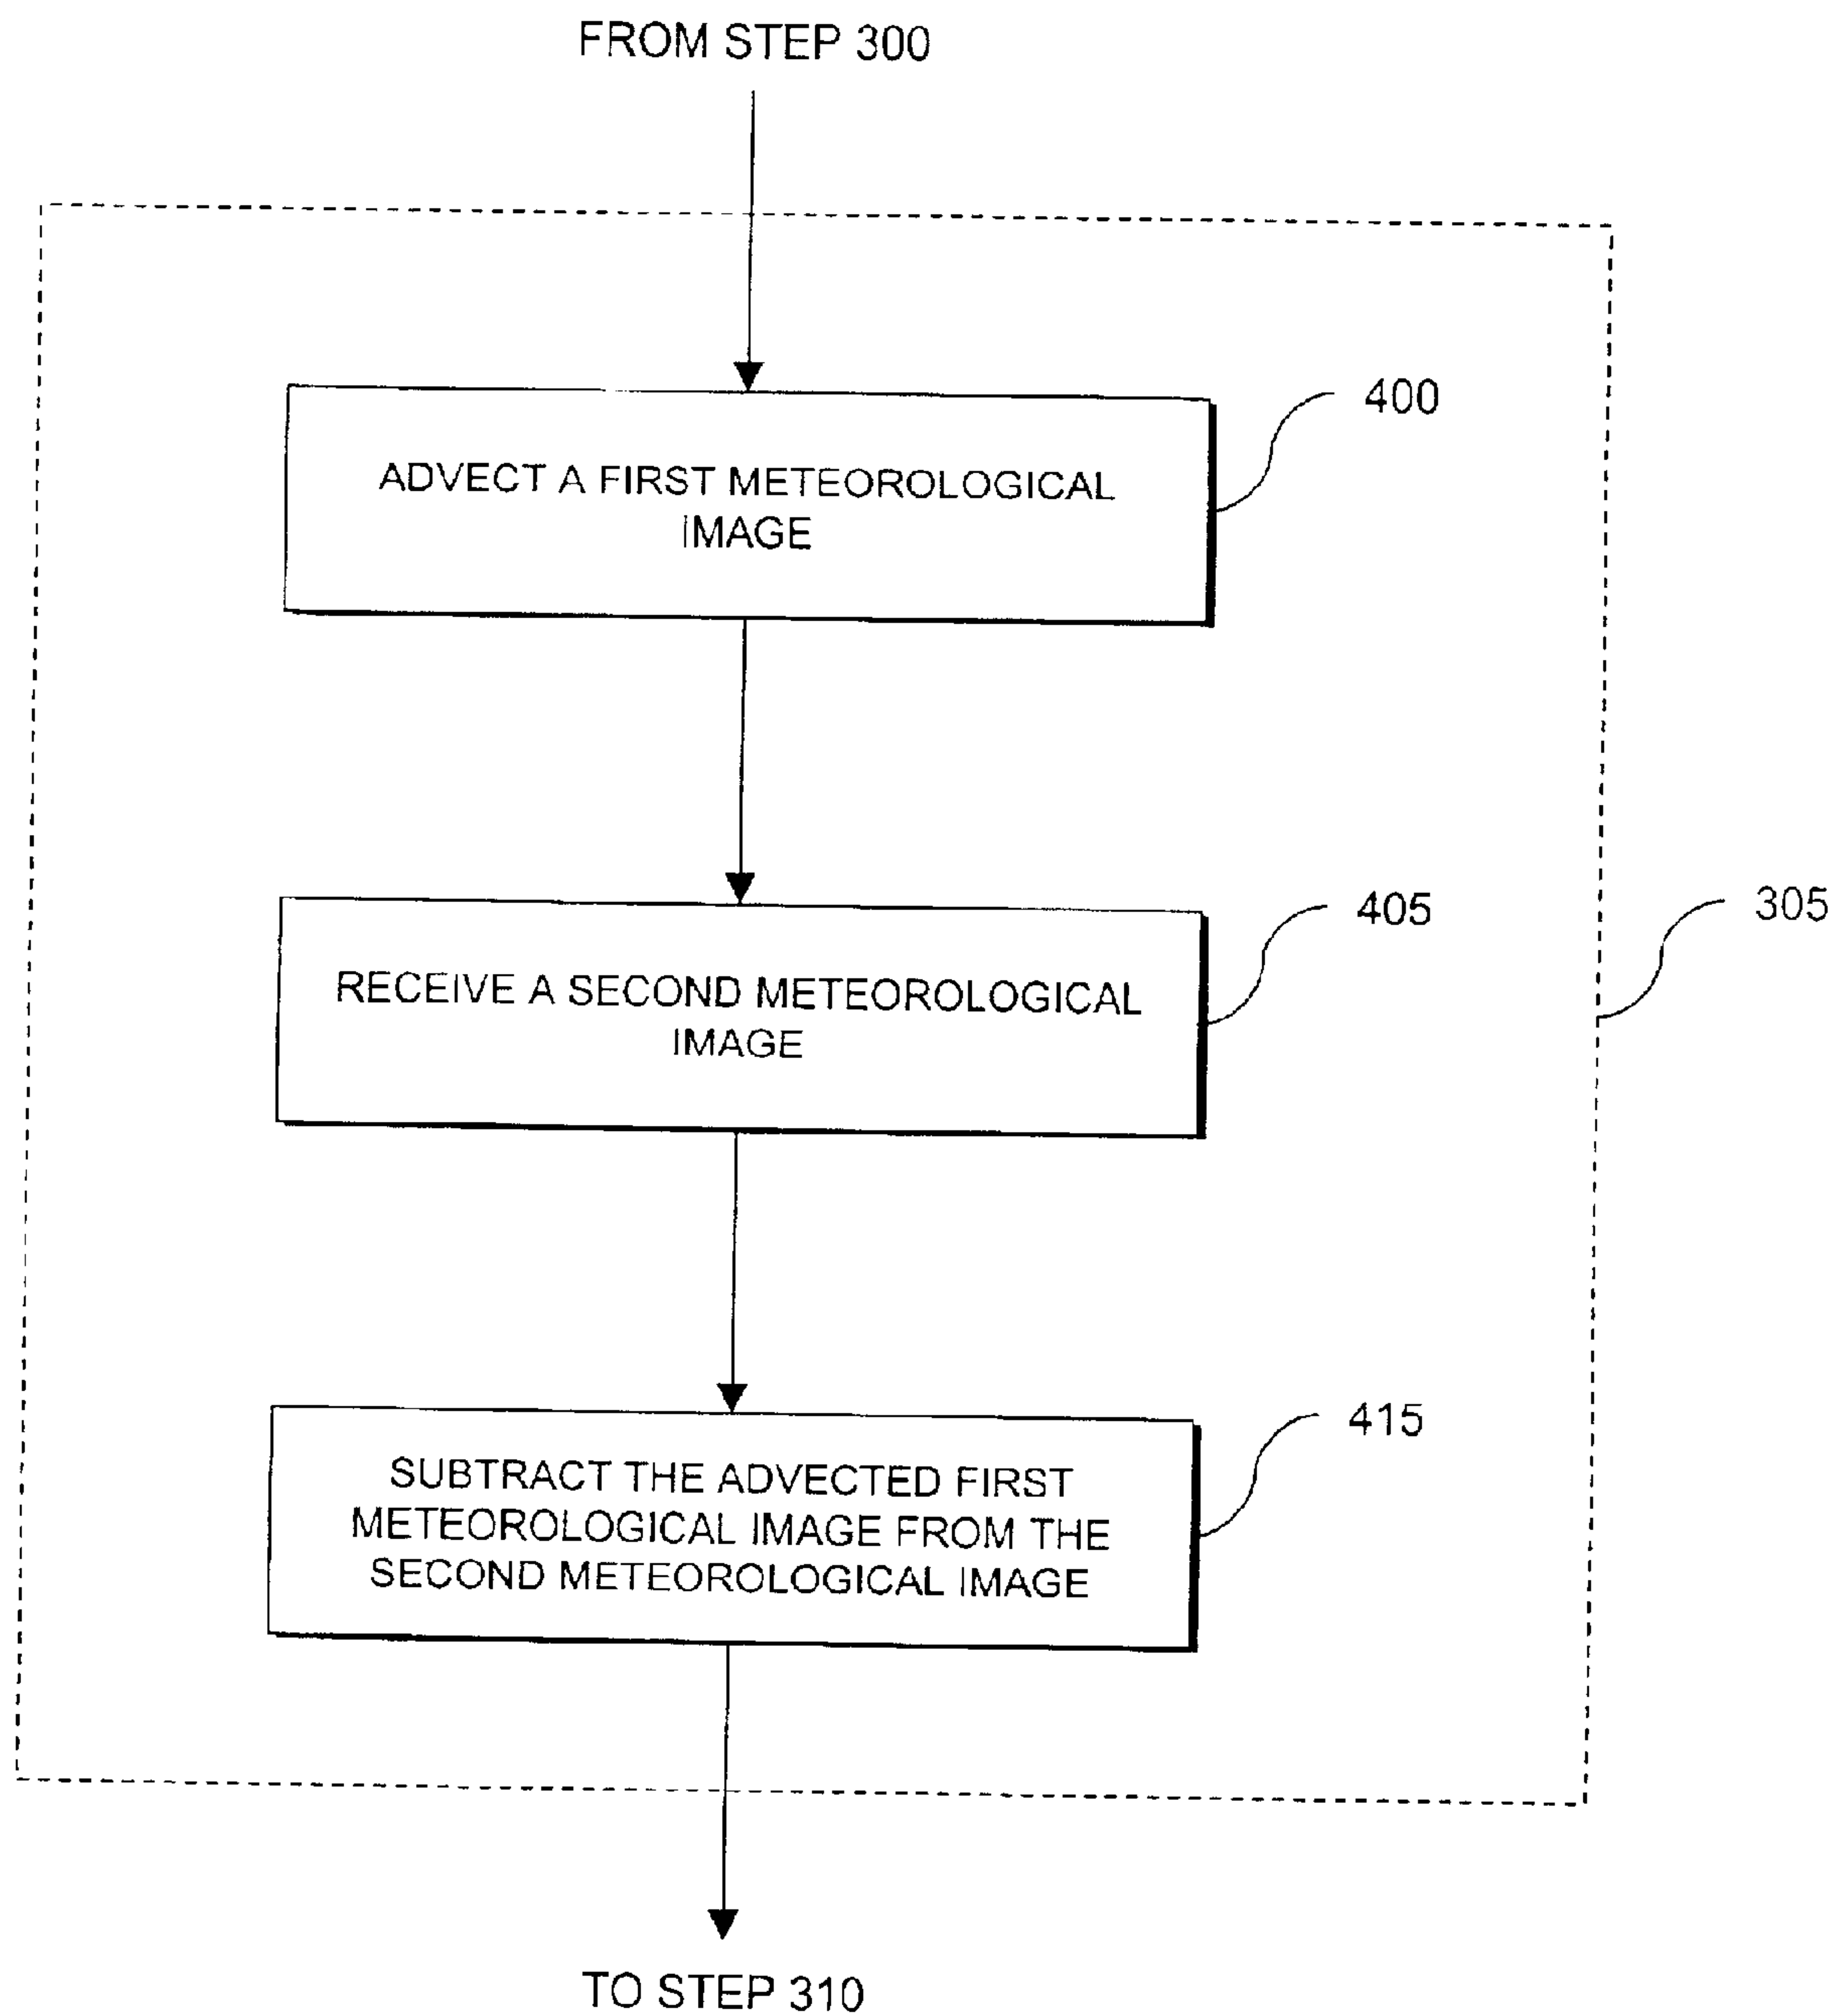 FROM STEP 300
400
ADVECT A FIRST METEOROLOGICAL
IMAGE
405
305
RECEIVE A SECOND METEOROLOGICAL
IMAGE
415
SUBTRACT THE ADVECTED FIRST
METEOROLOGICAL IMAGE FROM THE
SECOND METEOROLOGICAL IMAGE
TO STEP 310